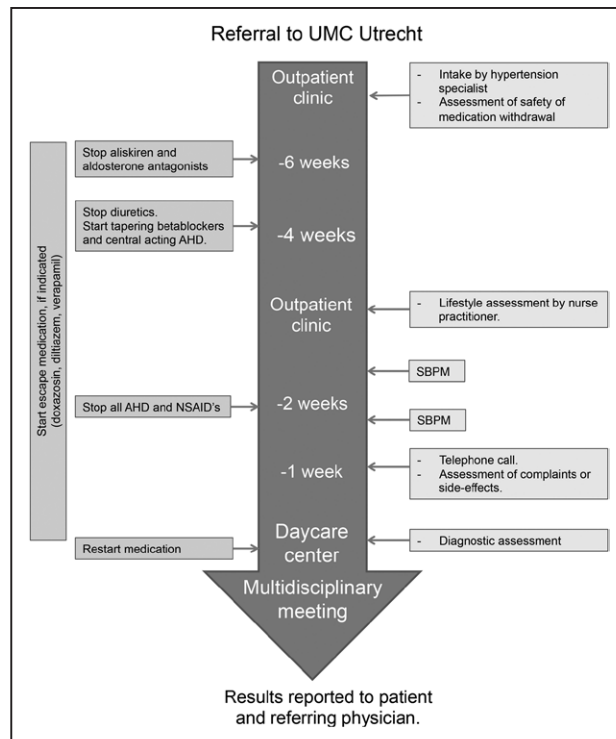 Referral to UMC Utrecht
Outpatient
clinic
- Intake by hypertension
specialist
- Assessment of safety of
medication withdrawal
Start escape medication, if indicated
(doxazosin, diltiazem, verapamil)
Stop aliskiren and
aldosterone antagonists
-6 weeks
Stop diuretics.
Start tapering betablockers
and central acting AHD.
-4 weeks
Outpatient
clinic
- Lifestyle assessment by nurse
practitioner.
SBPM
Stop all AHD and NSAID's
-2 weeks
SBPM
-1 week
- Telephone call.
- Assessment of complaints or
side-effects.
Restart medication
Daycare
center
- Diagnostic assessment
Multidisciplinary
meeting
Results reported to patient
and referring physician.